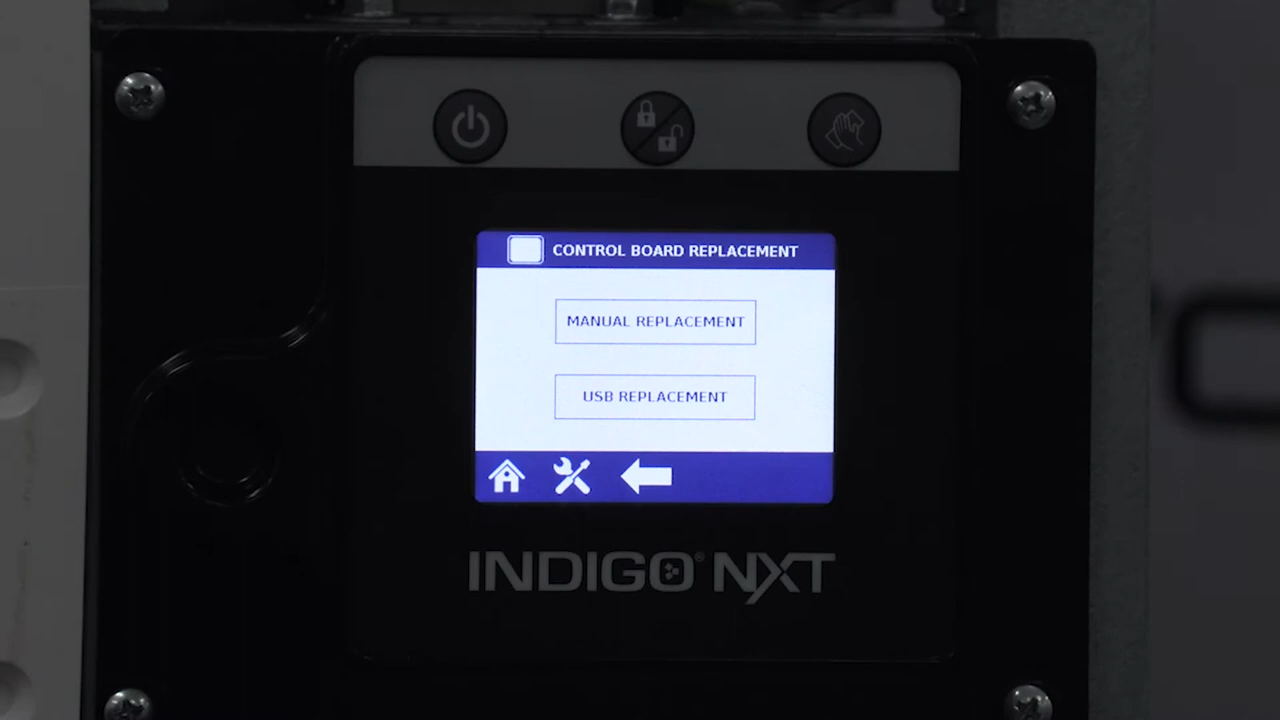 CONTROL BOARD REPLACEMENT
MANUAL REPLACEMENT
USB REPLACEMENT
INDIGO® NXT